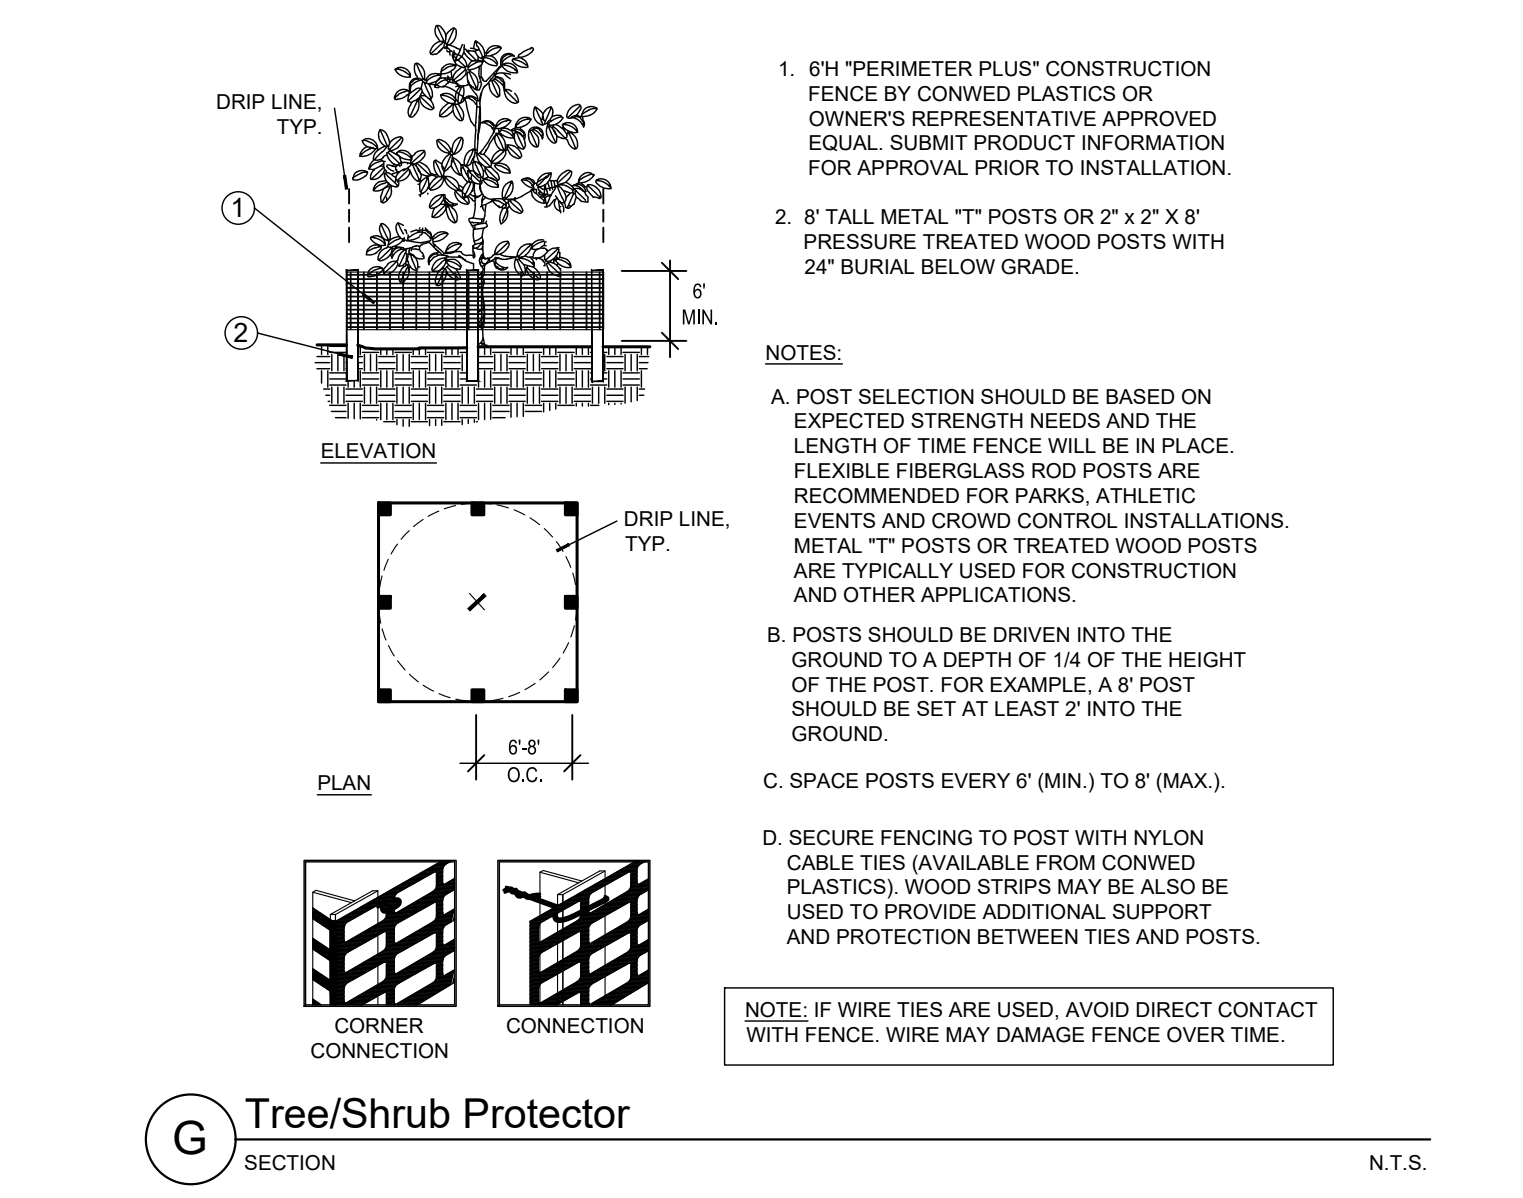 DRIP LINE,
TYP.
1
2
6'
MIN.
ELEVATION
DRIP LINE,
TYP.
6'-8'
O.C.
PLAN
CORNER
CONNECTION
CONNECTION
1. 6'H "PERIMETER PLUS" CONSTRUCTION
FENCE BY CONWED PLASTICS OR
OWNER'S REPRESENTATIVE APPROVED
EQUAL. SUBMIT PRODUCT INFORMATION
FOR APPROVAL PRIOR TO INSTALLATION.
2. 8' TALL METAL "T" POSTS OR 2" x 2" X 8'
PRESSURE TREATED WOOD POSTS WITH
24" BURIAL BELOW GRADE.
NOTES:
A. POST SELECTION SHOULD BE BASED ON
EXPECTED STRENGTH NEEDS AND THE
LENGTH OF TIME FENCE WILL BE IN PLACE.
FLEXIBLE FIBERGLASS ROD POSTS ARE
RECOMMENDED FOR PARKS, ATHLETIC
EVENTS AND CROWD CONTROL INSTALLATIONS.
METAL "T" POSTS OR TREATED WOOD POSTS
ARE TYPICALLY USED FOR CONSTRUCTION
AND OTHER APPLICATIONS.
B. POSTS SHOULD BE DRIVEN INTO THE
GROUND TO A DEPTH OF 1/4 OF THE HEIGHT
OF THE POST. FOR EXAMPLE, A 8' POST
SHOULD BE SET AT LEAST 2' INTO THE
GROUND.
C. SPACE POSTS EVERY 6' (MIN.) TO 8' (MAX.).
D. SECURE FENCING TO POST WITH NYLON
CABLE TIES (AVAILABLE FROM CONWED
PLASTICS). WOOD STRIPS MAY BE ALSO BE
USED TO PROVIDE ADDITIONAL SUPPORT
AND PROTECTION BETWEEN TIES AND POSTS.
NOTE: IF WIRE TIES ARE USED, AVOID DIRECT CONTACT
WITH FENCE. WIRE MAY DAMAGE FENCE OVER TIME.
G
Tree/Shrub Protector
SECTION
N.T.S.